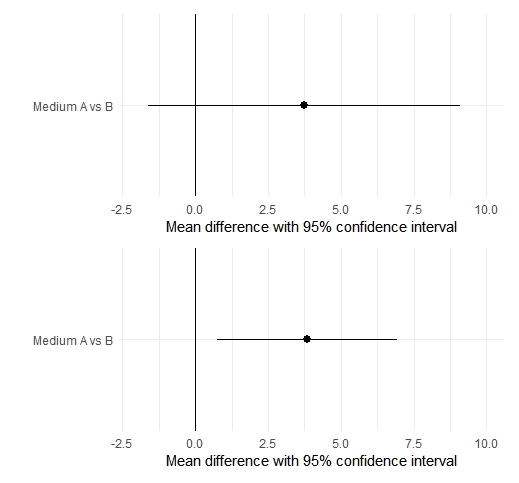 Medium A vs B
-2.5 0.0 2.5 5.0 7.5 10.0
Mean difference with 95% confidence interval
Medium A vs B
-2.5 0.0 2.5 5.0 7.5 10.0
Mean difference with 95% confidence interval